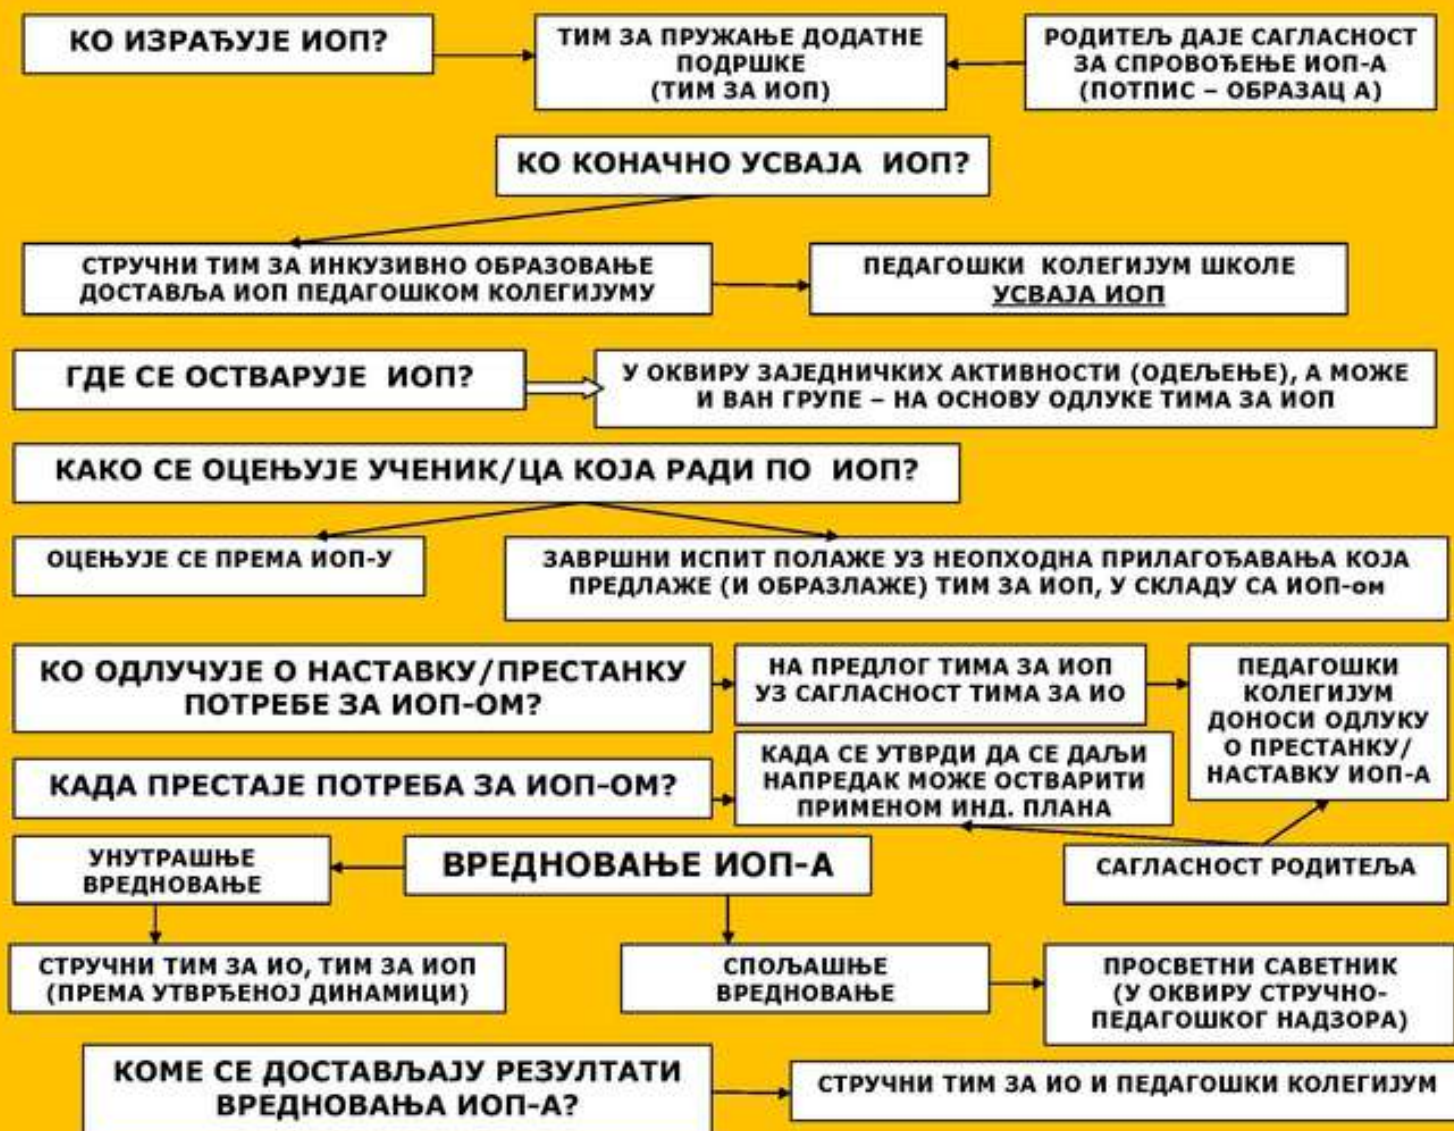 КО ИЗРАЂУЈЕ ИОП?
ТИМ ЗА ПРУЖАЊЕ ДОДАТНЕ
ПОДРШКЕ
(ТИМ ЗА ИОП)
РОДИТЕЉ ДАЈЕ САГЛАСНОСТ
ЗА СПРОВОЂЕЊЕ ИОП-А
(ПОТПИС – ОБРАЗАЦ А)
КО КОНАЧНО УСВАЈА ИОП?
СТРУЧНИ ТИМ ЗА ИНКУЗИВНО ОБРАЗОВАЊЕ
ДОСТАВЉА ИОП ПЕДАГОШКОМ КОЛЕГИЈУМУ
ПЕДАГОШКИ КОЛЕГИЈУМ ШКОЛЕ
УСВАЈА ИОП
ГДЕ СЕ ОСТВАРУЈЕ ИОП?
У ОКВИРУ ЗАЈЕДНИЧКИХ АКТИВНОСТИ (ОДЕЉЕЊЕ), А МОЖЕ
И ВАН ГРУПЕ – НА ОСНОВУ ОДЛУКЕ ТИМА ЗА ИОП
КАКО СЕ ОЦЕЊУЈЕ УЧЕНИК/ЦА КОЈА РАДИ ПО ИОП?
ОЦЕЊУЈЕ СЕ ПРЕМА ИОП-У
ЗАВРШНИ ИСПИТ ПОЛАЖЕ УЗ НЕОПХОДНА ПРИЛАГОЂАВАЊА КОЈА
ПРЕДЛАЖЕ (И ОБРАЗЛАЖЕ) ТИМ ЗА ИОП, У СКЛАДУ СА ИОП-ом
КО ОДЛУЧУЈЕ О НАСТАВКУ/ПРЕСТАНКУ
ПОТРЕБЕ ЗА ИОП-ОМ?
НА ПРЕДЛОГ ТИМА ЗА ИОП
УЗ САГЛАСНОСТ ТИМА ЗА ИО
ПЕДАГОШКИ
КОЛЕГИЈУМ
ДОНОСИ ОДЛУКУ
О ПРЕСТАНКУ/
НАСТАВКУ ИОП-А
КАДА ПРЕСТАЈЕ ПОТРЕБА ЗА ИОП-ОМ?
КАДА СЕ УТВРДИ ДА СЕ ДАЉИ
НАПРЕДАК МОЖЕ ОСТВАРИТИ
ПРИМЕНОМ ИНД. ПЛАНА
САГЛАСНОСТ РОДИТЕЉА
ВРЕДНОВАЊЕ ИОП-А
УНУТРАШЊЕ
ВРЕДНОВАЊЕ
СТРУЧНИ ТИМ ЗА ИО, ТИМ ЗА ИОП
(ПРЕМА УТВРЂЕНОЈ ДИНАМИЦИ)
СПОЉАШЊЕ
ВРЕДНОВАЊЕ
ПРОСВЕТНИ САВЕТНИК
(У ОКВИРУ СТРУЧНО-
ПЕДАГОШКОГ НАДЗОРА)
КОМЕ СЕ ДОСТАВЉАЈУ РЕЗУЛТАТИ
ВРЕДНОВАЊА ИОП-А?
СТРУЧНИ ТИМ ЗА ИО И ПЕДАГОШКИ КОЛЕГИЈУМ